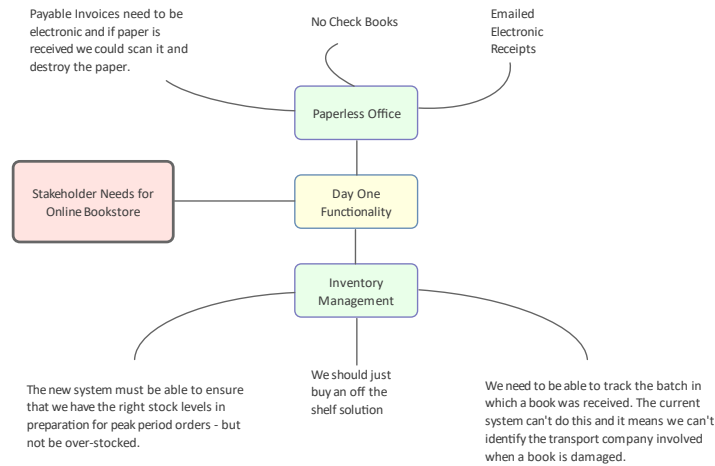 Payable Invoices need to be
electronic and if paper is
received we could scan it and
destroy the paper.
No Check Books
Emailed
Electronic
Receipts
Paperless Office
Stakeholder Needs for
Online Bookstore
Day One
Functionality
Inventory
Management
The new system must be able to ensure
that we have the right stock levels in
preparation for peak period orders - but
not be over-stocked.
We should just
buy an off the
shelf solution
We need to be able to track the batch in
which a book was received. The current
system can't do this and it means we can't
identify the transport company involved
when a book is damaged.